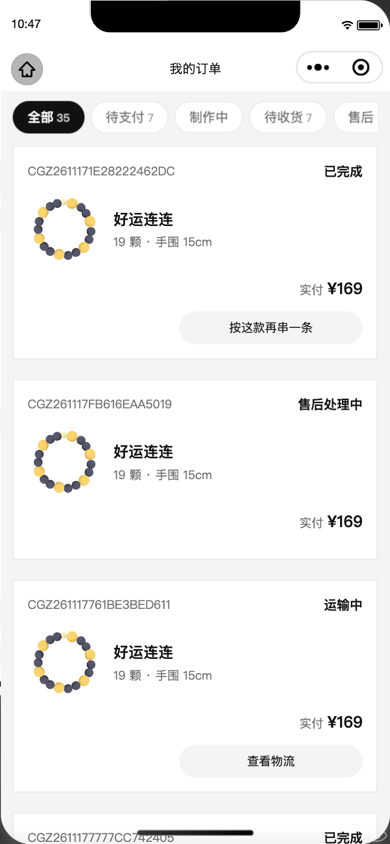 10:47
我的订单
全部 35
待支付 7
制作中
待收货 7
售后
CGZ2611171E28222462DC
已完成
好运连连
19 颗 · 手围 15cm
实付 ¥169
按这款再串一条
CGZ261117FB616EAA5019
售后处理中
好运连连
19 颗 · 手围 15cm
实付 ¥169
CGZ261117761BE3BED611
运输中
好运连连
19 颗 · 手围 15cm
实付 ¥169
查看物流
CGZ26111777777CC742405
已完成